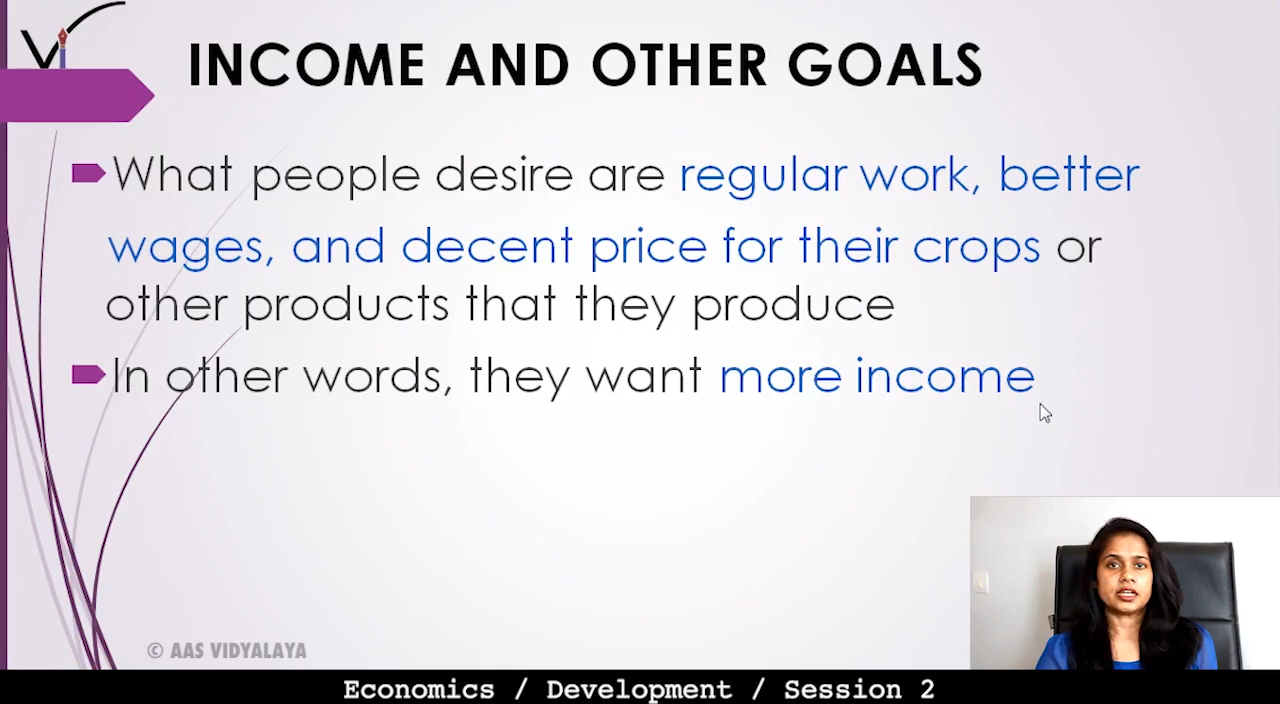 INCOME AND OTHER GOALS
What people desire are regular work, better
wages, and decent price for their crops or
other products that they produce
In other words, they want more income
© AAS VIDYALAYA
Economics / Development / Session 2